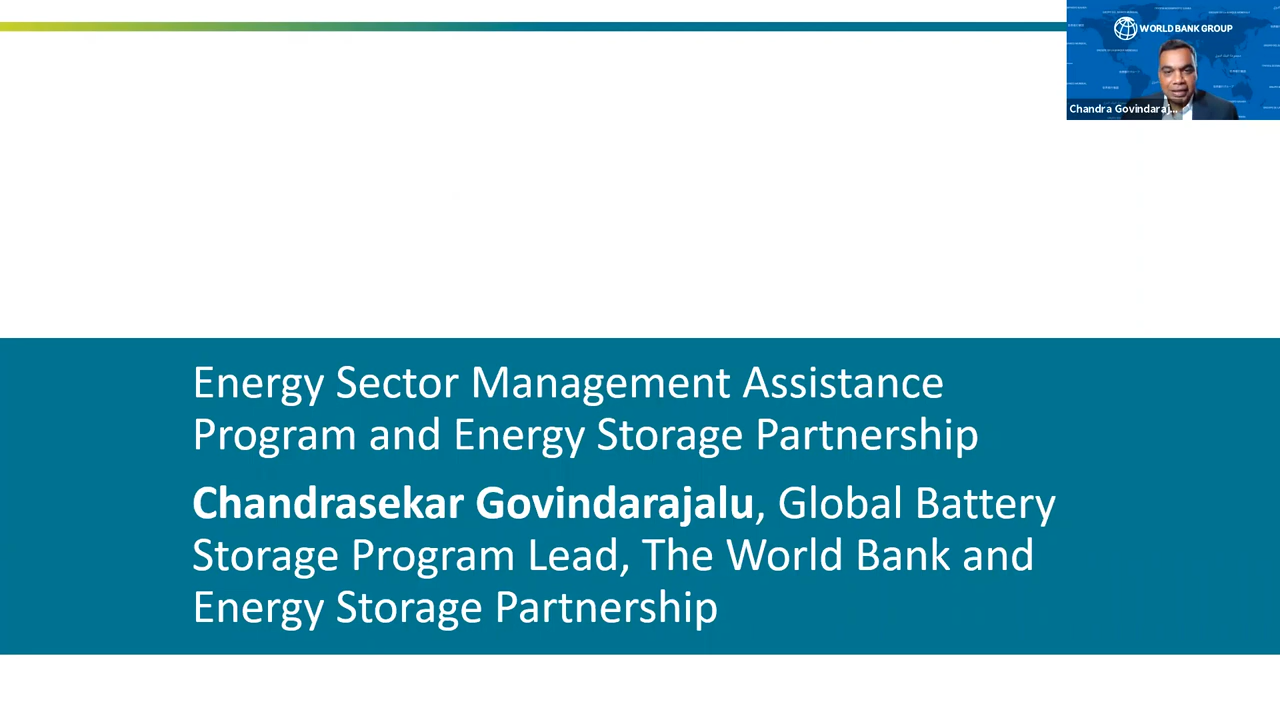 WORLD BANK GROUP
Chandra Govindaraj...
Energy Sector Management Assistance
Program and Energy Storage Partnership
Chandrasekar Govindarajalu, Global Battery
Storage Program Lead, The World Bank and
Energy Storage Partnership